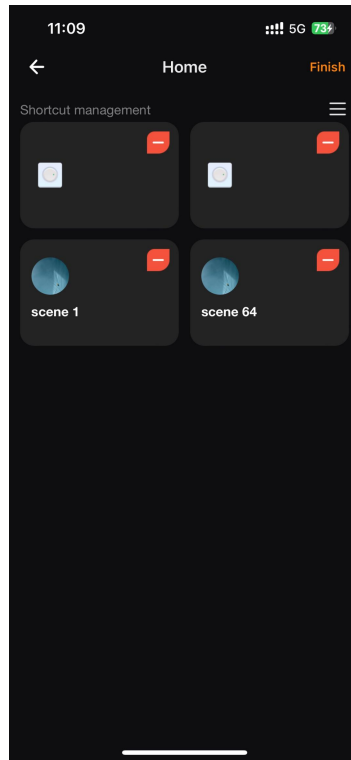 11:09
5G 73
Home
Finish
Shortcut management
scene 1
scene 64